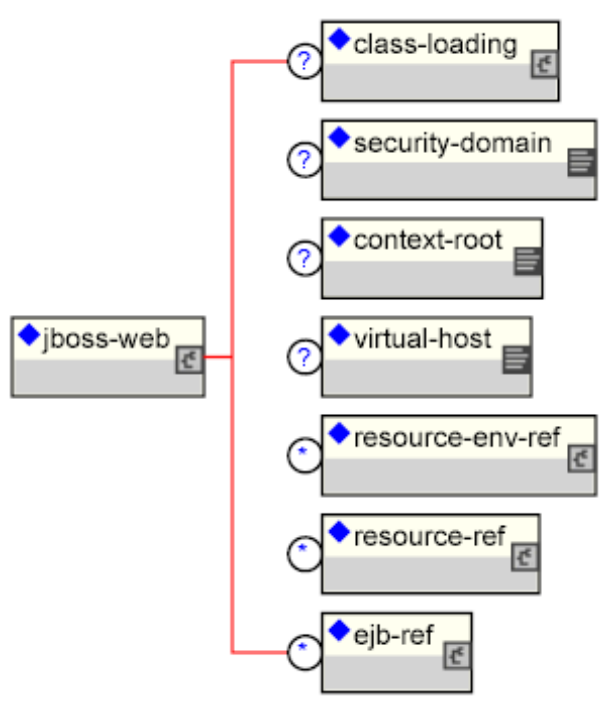 ? class-loading
? security-domain
? context-root
jboss-web
? virtual-host
* resource-env-ref
* resource-ref
* ejb-ref